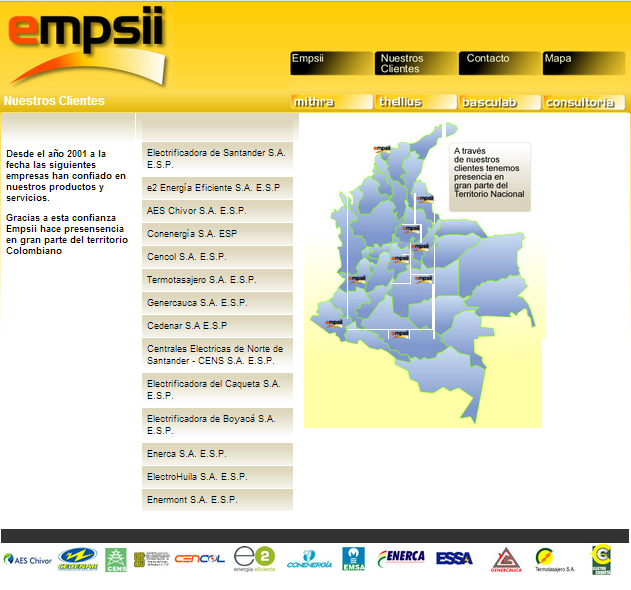 empsii
Empsii
Nuestros
Clientes
Contacto
Mapa
Nuestros Clientes
mithra
thellius
basculab
consultoria
Desde el año 2001 a la
fecha las siguientes
empresas han confiado en
nuestros productos y
servicios.
Gracias a esta confianza
Empsii hace presensencia
en gran parte del territorio
Colombiano
Electrificadora de Santander S.A.
E.S.P.
e2 Energía Eficiente S.A. E.S.P
AES Chivor S.A. E.S.P.
Conenergía S.A. ESP
Cencol S.A. E.S.P.
Termotasajero S.A. E.S.P.
Genercauca S.A. E.S.P.
Cedenar S.A E.S.P
Centrales Electricas de Norte de
Santander - CENS S.A. E.S.P.
Electrificadora del Caqueta S.A.
E.S.P.
Electrificadora de Boyacá S.A.
E.S.P.
Enerca S.A. E.S.P.
ElectroHuila S.A. E.S.P.
Enermont S.A. E.S.P.
A través
de nuestros
clientes tenemos
presencia en
gran parte del
Territorio Nacional
empsii
empsii
empsii
empsii
empsii
empsii
empsii
empsii
empsii
AES Chivor
CEDENAR
CENS
CENCOL
e2
energía eficiente
CONENERGÍA
EMSA
ENERCA
ESSA
GENERCAUCA
Termotasajero S.A.